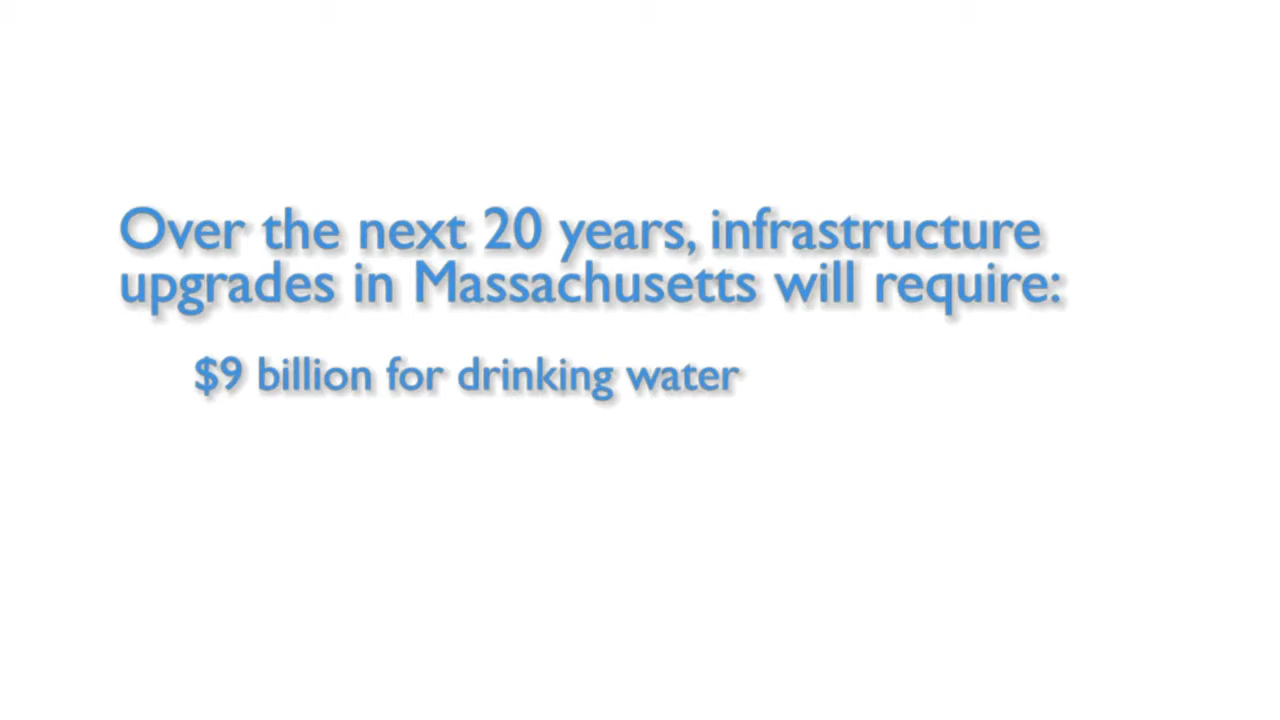 Over the next 20 years, infrastructure
upgrades in Massachusetts will require:
$9 billion for drinking water